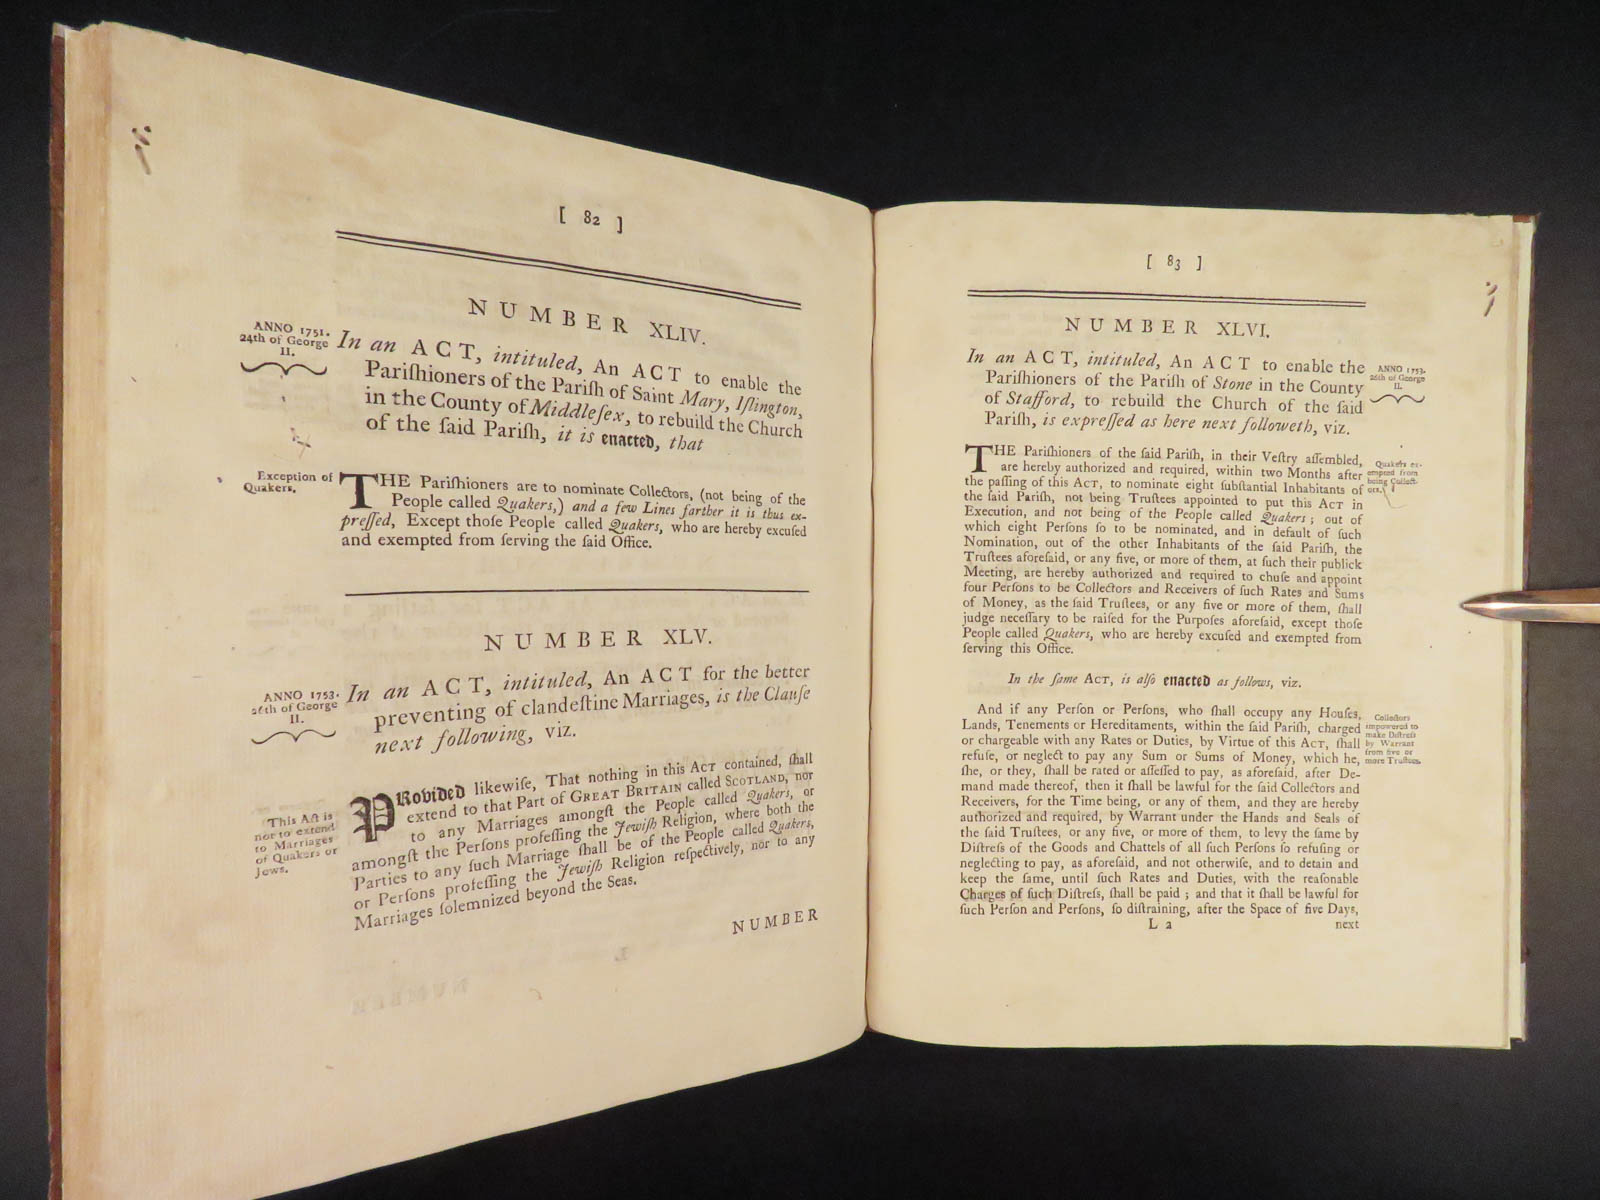 [ 82 ]
NUMBER XLIV.
ANNO 1751.
24th of George
II.
In an ACT, intituled, An ACT to enable the
Pariſhioners of the Pariſh of Saint Mary, Iſlington,
in the County of Middleſex, to rebuild the Church
of the ſaid Pariſh, it is enacted, that
Exception of
Quakers.
THE Pariſhioners are to nominate Collectors, (not being of the
People called Quakers,) and a few Lines farther it is thus ex-
preſſed, Except thoſe People called Quakers, who are hereby excuſed
and exempted from ſerving the ſaid Office.
NUMBER XLV.
ANNO 1753.
26th of George
II.
In an ACT, intituled, An ACT for the better
preventing of clandeſtine Marriages, is the Clauſe
next following, viz.
This Act is
not to extend
to Marriages
of Quakers or
Jews.
PRovided likewiſe, That nothing in this ACT contained, ſhall
extend to that Part of GREAT BRITAIN called SCOTLAND, nor
to any Marriages amongſt the People called Quakers, or
amongſt the Perſons profeſſing the Jewiſh Religion, where both the
Parties to any ſuch Marriage ſhall be of the People called Quakers,
or Perſons profeſſing the Jewiſh Religion reſpectively, nor to any
Marriages ſolemnized beyond the Seas.
NUMBER
[ 83 ]
NUMBER XLVI.
In an ACT, intituled, An ACT to enable the
Pariſhioners of the Pariſh of Stone in the County
of Stafford, to rebuild the Church of the ſaid
Pariſh, is expreſſed as here next followeth, viz.
ANNO 1753.
26th of George
II.
THE Pariſhioners of the ſaid Pariſh, in their Veſtry aſſembled,
are hereby authorized and required, within two Months after
the paſſing of this ACT, to nominate eight ſubſtantial Inhabitants of
the ſaid Pariſh, not being Truſtees appointed to put this ACT in
Execution, and not being of the People called Quakers; out of
which eight Perſons ſo to be nominated, and in default of ſuch
Nomination, out of the other Inhabitants of the ſaid Pariſh, the
Truſtees aforeſaid, or any five, or more of them, at ſuch their publick
Meeting, are hereby authorized and required to chuſe and appoint
four Perſons to be Collectors and Receivers of ſuch Rates and Sums
of Money, as the ſaid Truſtees, or any five or more of them, ſhall
judge neceſſary to be raiſed for the Purpoſes aforeſaid, except thoſe
People called Quakers, who are hereby excuſed and exempted from
ſerving this Office.
Quakers ex-
empted from
being Collect-
ors.
In the ſame ACT, is alſo enacted as follows, viz.
And if any Perſon or Perſons, who ſhall occupy any Houſes,
Lands, Tenements or Hereditaments, within the ſaid Pariſh, charged
or chargeable with any Rates or Duties, by Virtue of this ACT, ſhall
refuſe, or neglect to pay any Sum or Sums of Money, which he,
ſhe, or they, ſhall be rated or aſſeſſed to pay, as aforeſaid, after De-
mand made thereof, then it ſhall be lawful for the ſaid Collectors and
Receivers, for the Time being, or any of them, and they are hereby
authorized and required, by Warrant under the Hands and Seals of
the ſaid Truſtees, or any five, or more of them, to levy the ſame by
Diſtreſs of the Goods and Chattels of all ſuch Perſons ſo refuſing or
neglecting to pay, as aforeſaid, and not otherwiſe, and to detain and
keep the ſame, until ſuch Rates and Duties, with the reaſonable
Charges of ſuch Diſtreſs, ſhall be paid; and that it ſhall be lawful for
ſuch Perſon and Perſons, ſo diſtraining, after the Space of five Days,
Collectors
impowered to
make Diſtreſs
by Warrant
from five or
more Truſtees.
L 2 next